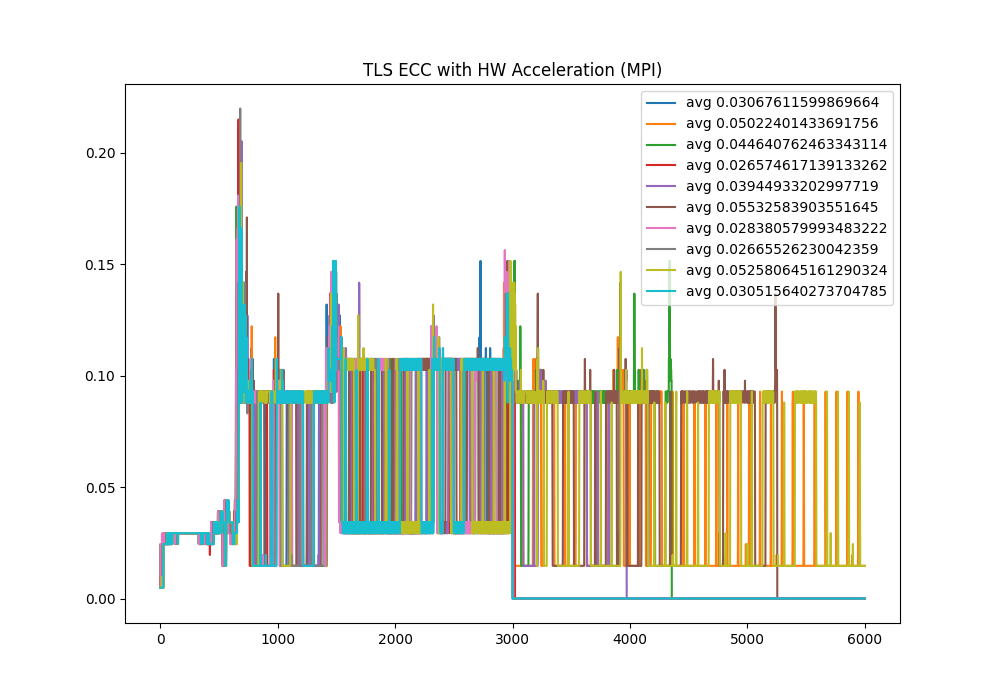 TLS ECC with HW Acceleration (MPI)
avg 0.03067611599869664
avg 0.05022401433691756
avg 0.044640762463343114
avg 0.026574617139133262
avg 0.03944933202997719
avg 0.05532583903551645
avg 0.028380579993483222
avg 0.02665526230042359
avg 0.052580645161290324
avg 0.030515640273704785
0.20
0.15
0.10
0.05
0.00
0 1000 2000 3000 4000 5000 6000